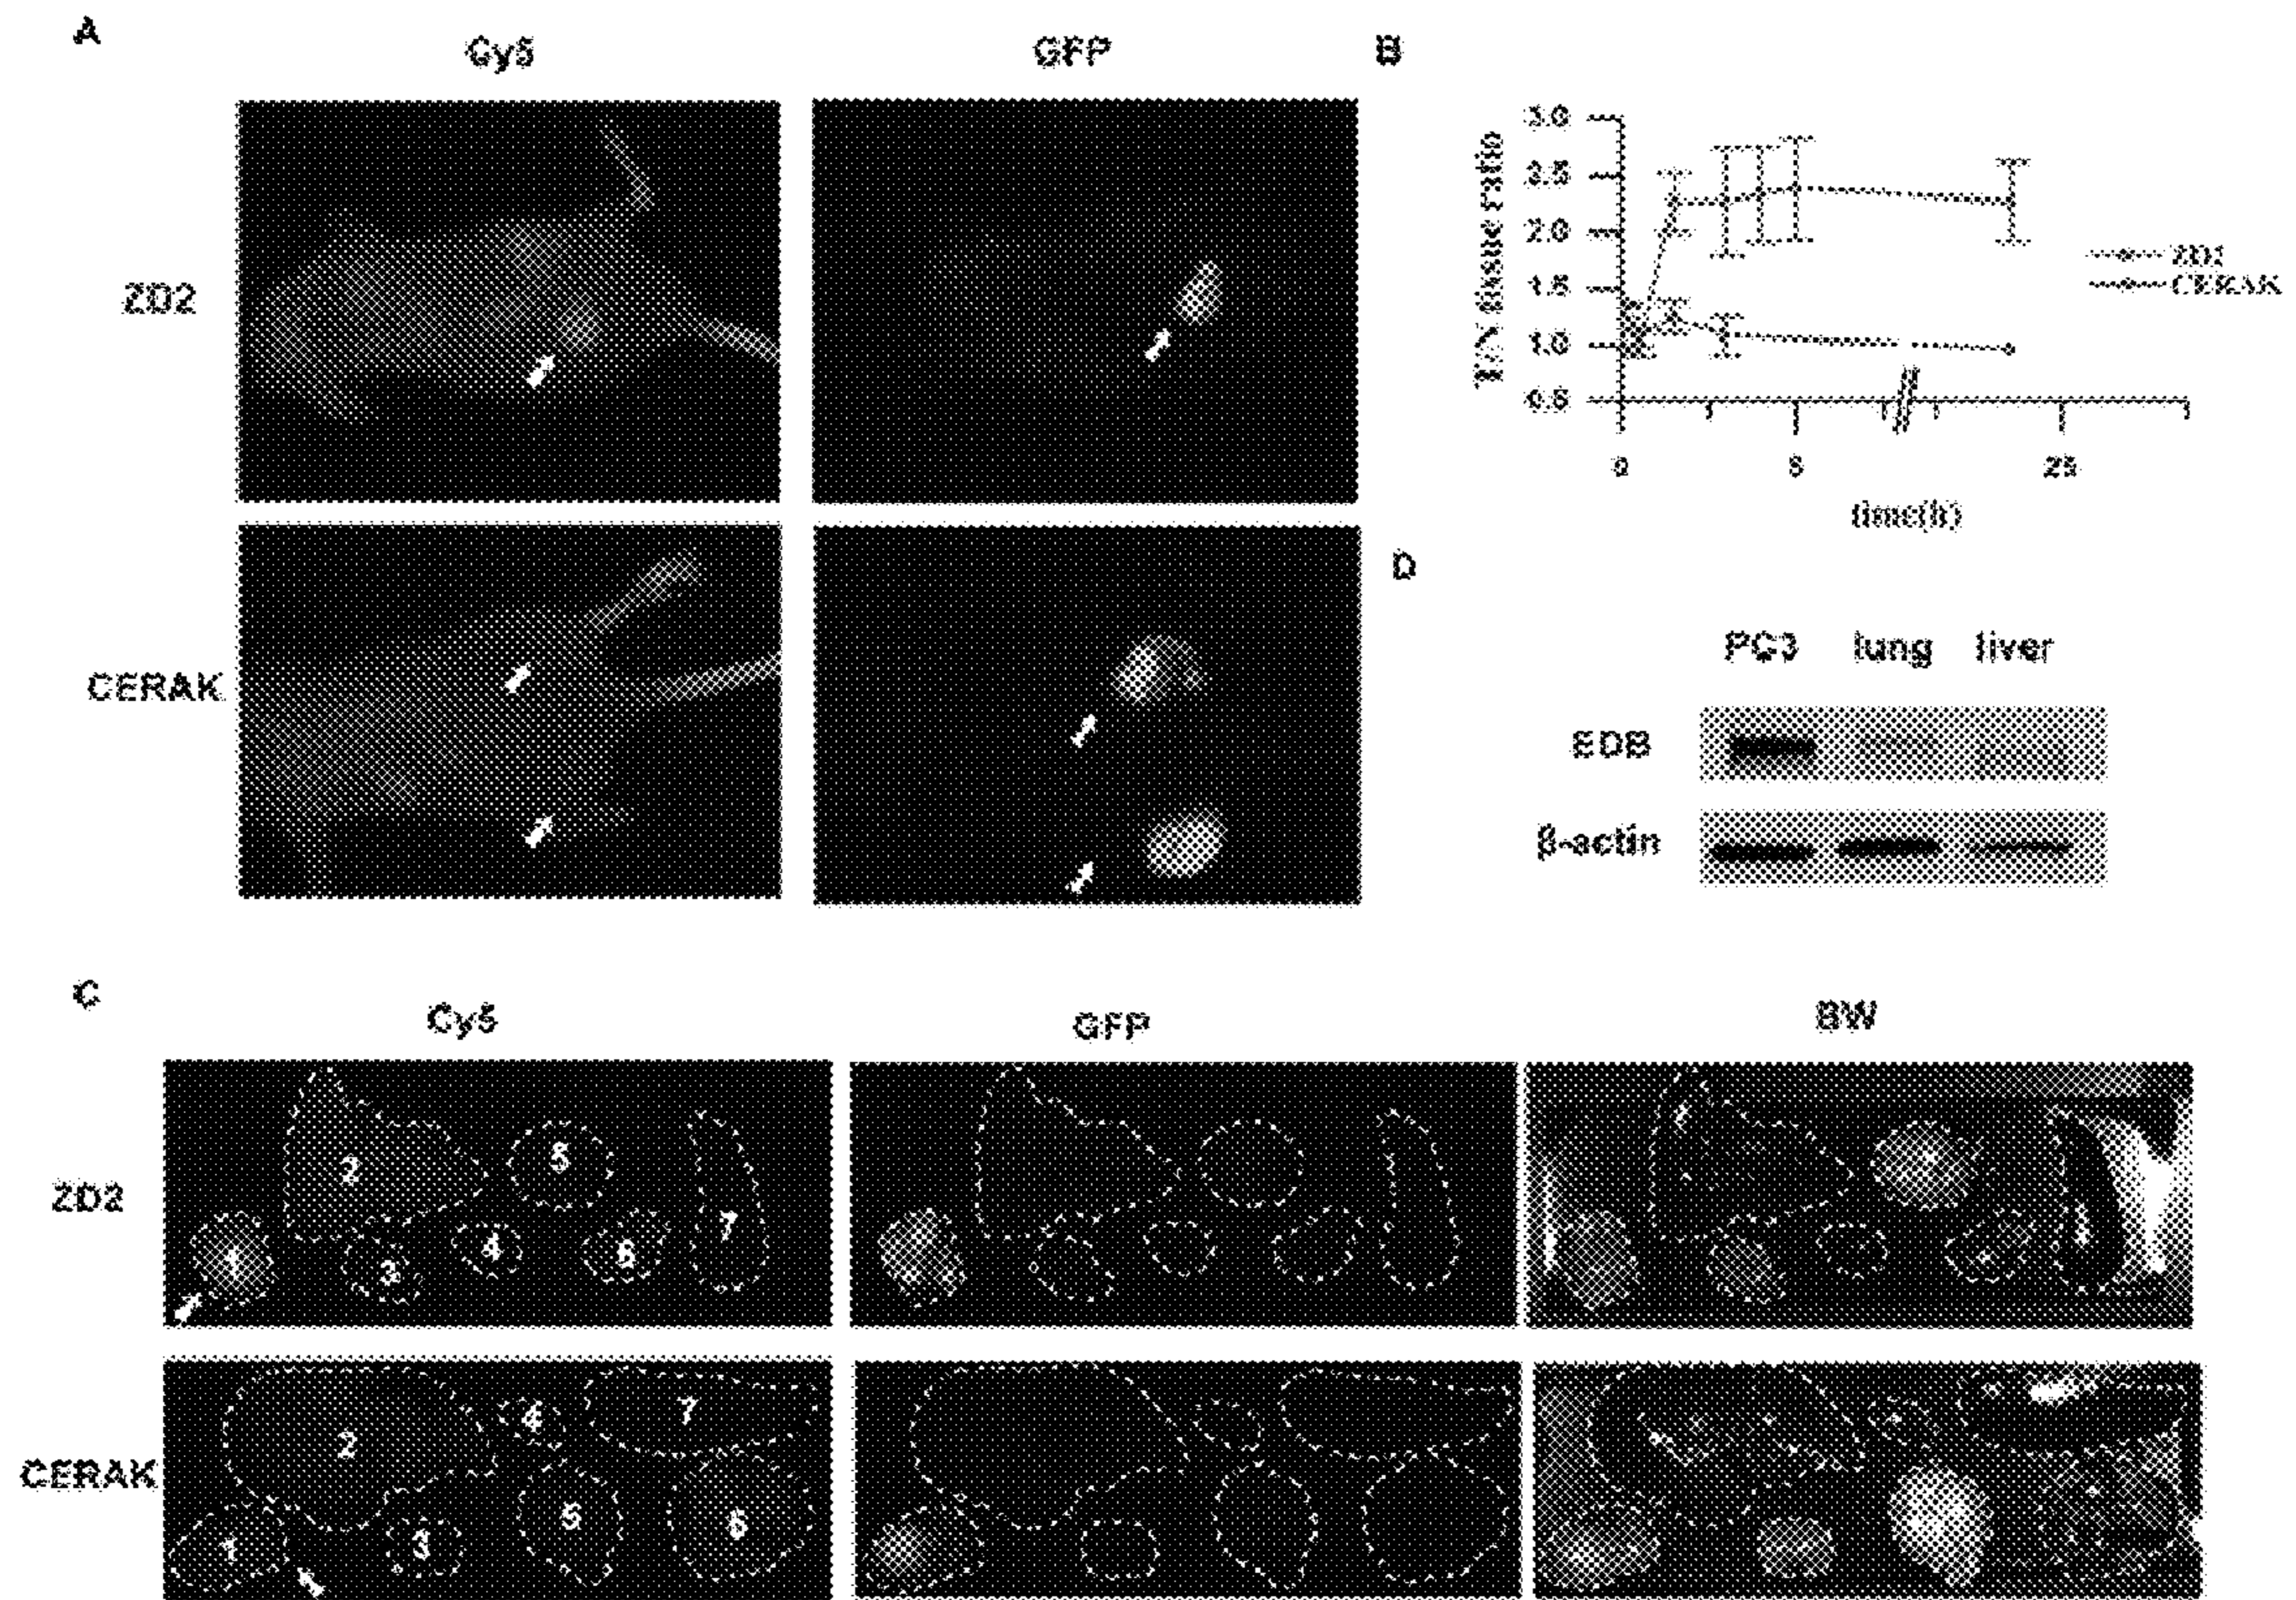 A
Cy5
GFP
ZD2
CERAK
B
T/N tissue ratio
3.0
2.5
2.0
1.5
1.0
0.5
0
5
25
time(h)
ZD2
CERAK
D
PC3 lung liver
EDB
β-actin
C
Cy5
GFP
BW
ZD2
1
2
3
4
5
6
7
CERAK
1
2
3
4
5
6
7